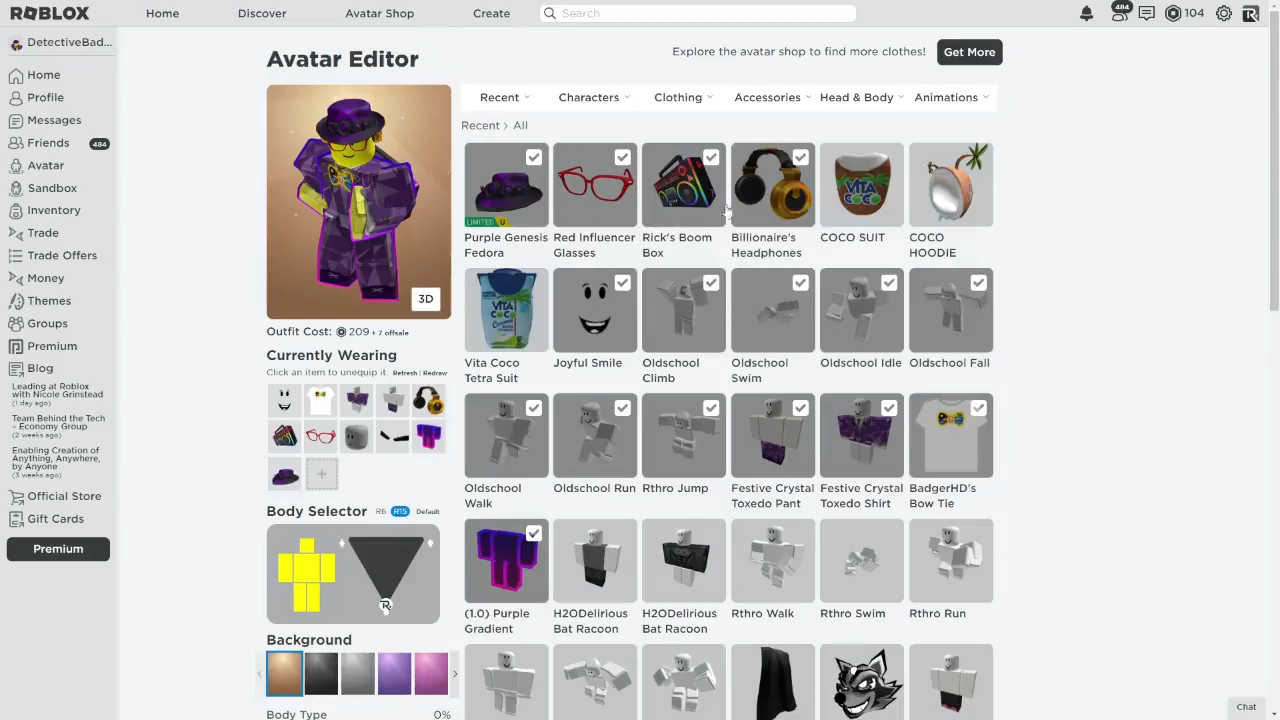 ROBLOX
Home
Discover
Avatar Shop
Create
Search
484
104
DetectiveBad...
Home
Profile
Messages
Friends
484
Avatar
Sandbox
Inventory
Trade
Trade Offers
Money
Themes
Groups
Premium
Blog
Leading at Roblox
with Nicole Grinstead
(1 day ago)
Team Behind the Tech
- Economy Group
(2 weeks ago)
Enabling Creation of
Anything, Anywhere,
by Anyone
(3 weeks ago)
Official Store
Gift Cards
Premium
Avatar Editor
Explore the avatar shop to find more clothes!
Get More
3D
Outfit Cost: 209 + 7 offsale
Currently Wearing
Click an item to unequip it. Refresh | Redraw
Body Selector R6 R15 Default
Background
Body Type 0%
Recent
Characters
Clothing
Accessories
Head & Body
Animations
Recent > All
LIMITED U
Purple Genesis
Fedora
Red Influencer
Glasses
Rick's Boom
Box
Billionaire's
Headphones
VITA
COCO
COCO SUIT
COCO
HOODIE
VITA
COCO
Vita Coco
Tetra Suit
Joyful Smile
Oldschool
Climb
Oldschool
Swim
Oldschool Idle
Oldschool Fall
Oldschool
Walk
Oldschool Run
Rthro Jump
Festive Crystal
Toxedo Pant
Festive Crystal
Toxedo Shirt
BadgerHD's
Bow Tie
(1.0) Purple
Gradient
H2ODelirious
Bat Racoon
H2ODelirious
Bat Racoon
Rthro Walk
Rthro Swim
Rthro Run
Chat